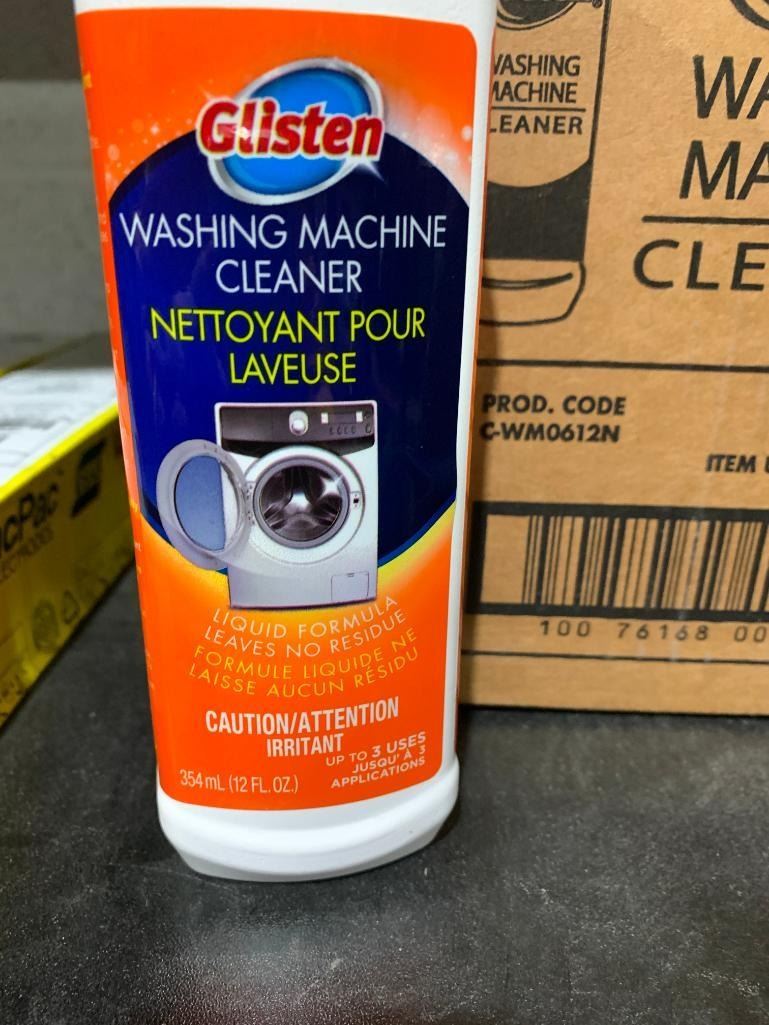 Glisten
WASHING MACHINE
CLEANER
NETTOYANT POUR
LAVEUSE
LIQUID FORMULA
LEAVES NO RESIDUE
FORMULE LIQUIDE NE
LAISSE AUCUN RÉSIDU
CAUTION/ATTENTION
IRRITANT
UP TO 3 USES
JUSQU' À 3
APPLICATIONS
354 mL (12 FL. OZ.)
WASHING
MACHINE
CLEANER
WA
MA
CLE
PROD. CODE
C-WM0612N
ITEM
100 76168 00
cPac